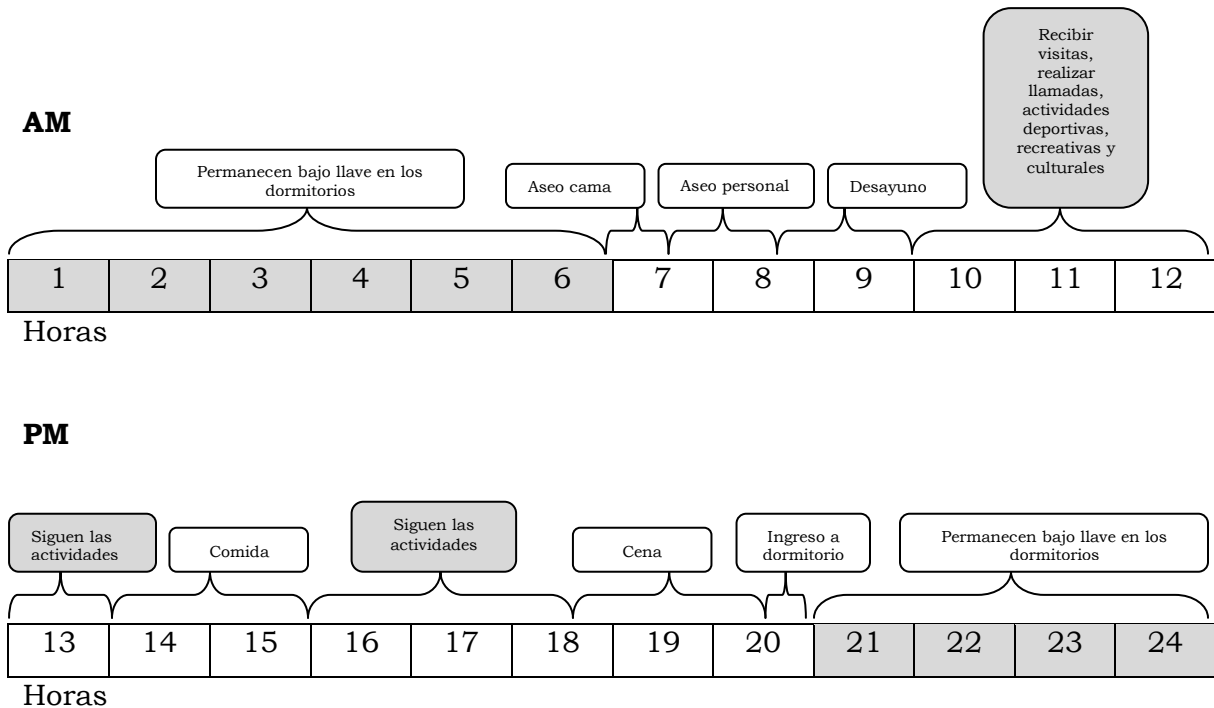 Recibir
visitas,
realizar
llamadas,
actividades
deportivas,
recreativas y
culturales
AM
Permanecen bajo llave en los
dormitorios
Aseo cama
Aseo personal
Desayuno
1 2 3 4 5 6 7 8 9 10 11 12
Horas
PM
Siguen las
actividades
Comida
Siguen las
actividades
Cena
Ingreso a
dormitorio
Permanecen bajo llave en los
dormitorios
13 14 15 16 17 18 19 20 21 22 23 24
Horas